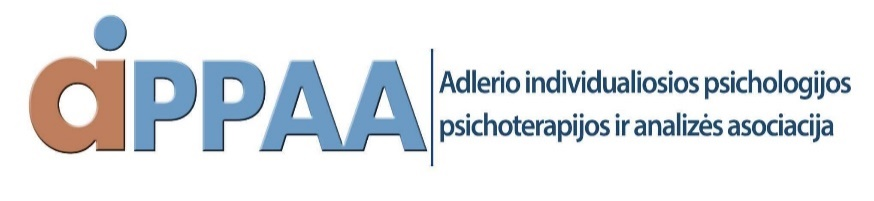 aiPPAA
Adlerio individualiosios psichologijos
psichoterapijos ir analizės asociacija